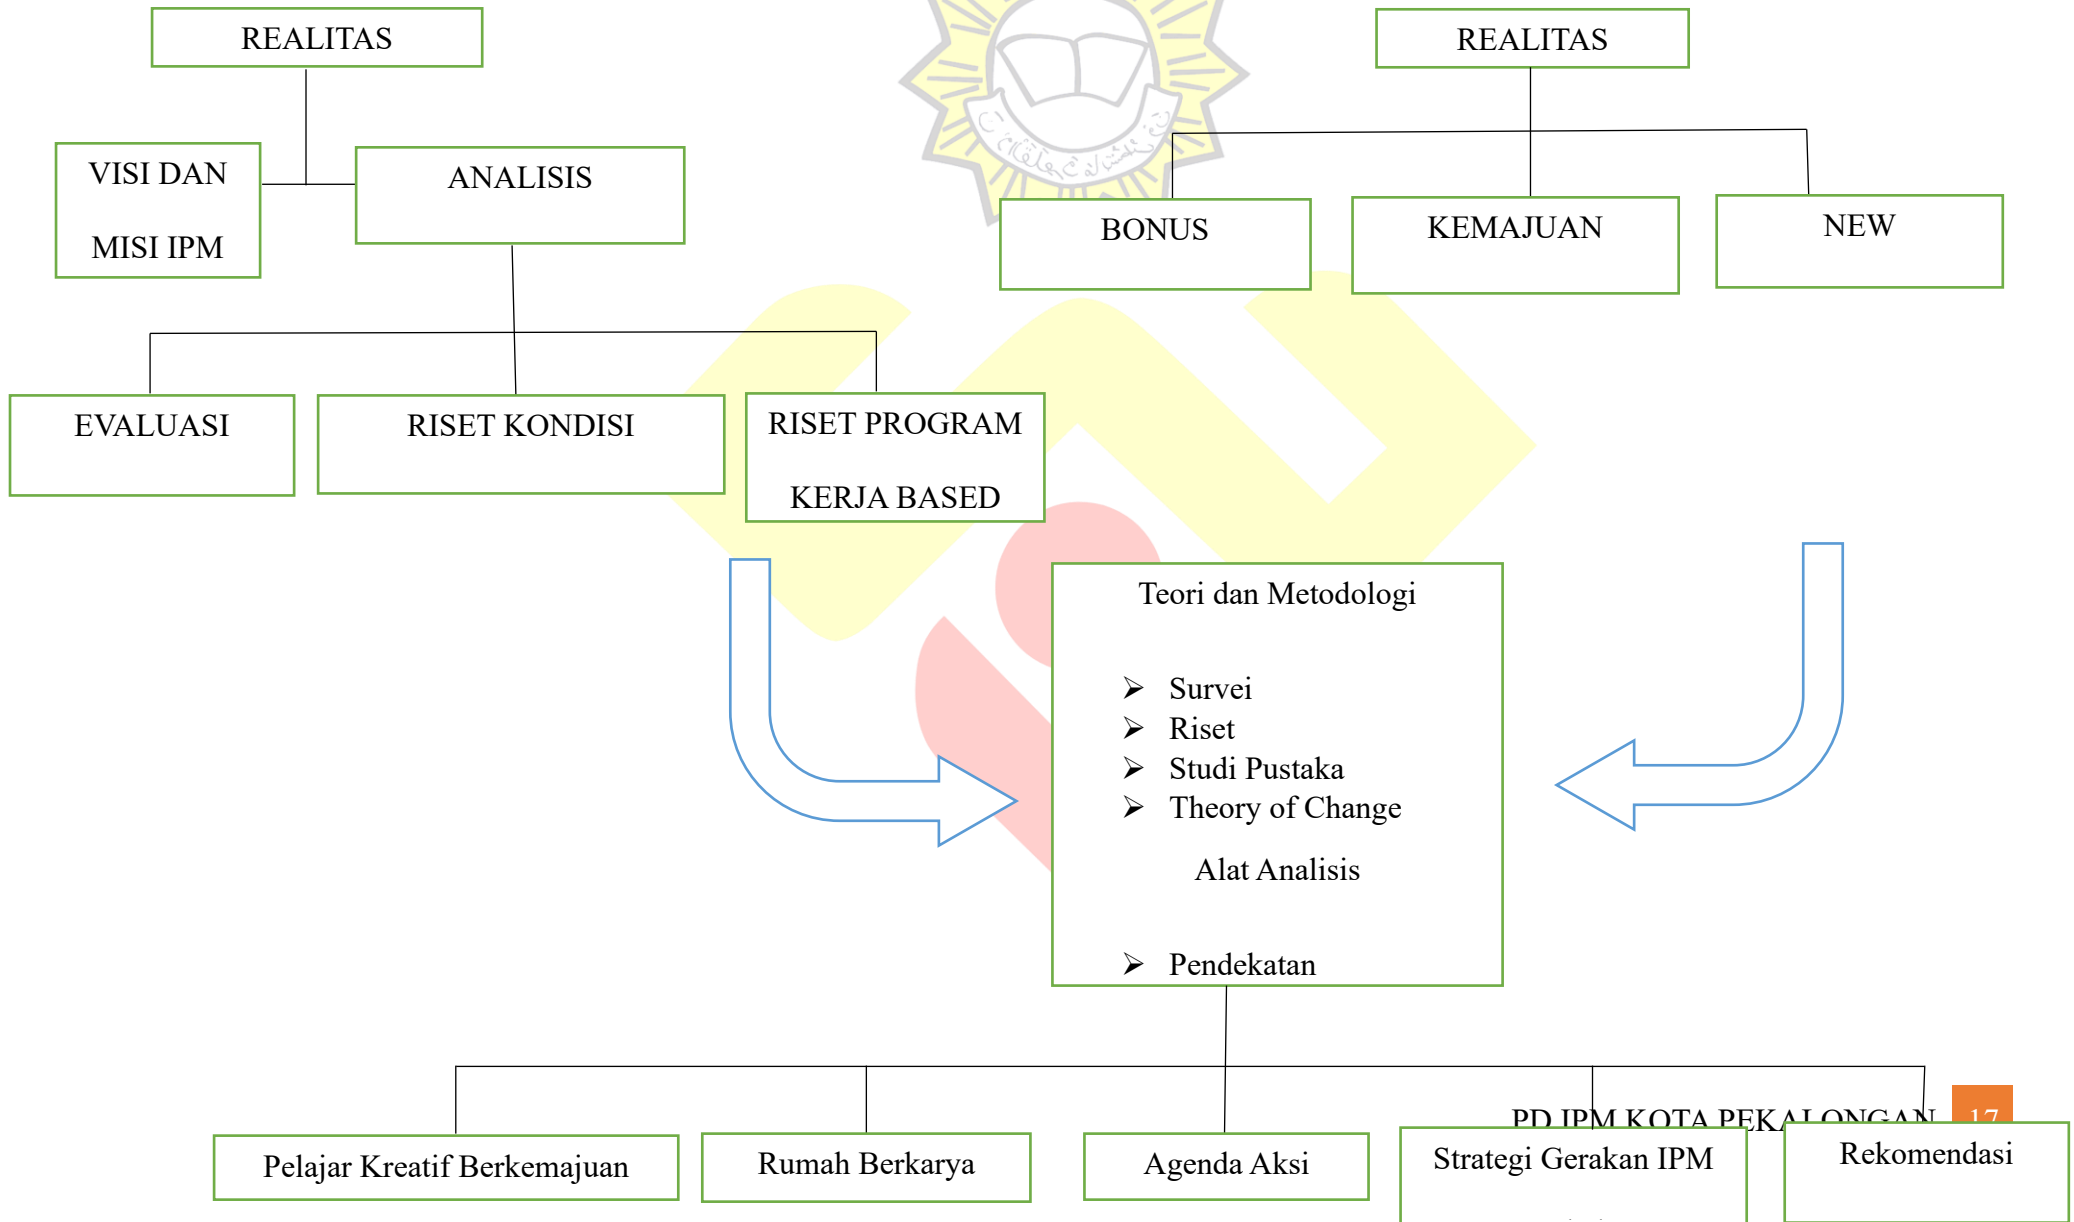 REALITAS
REALITAS
VISI DAN
MISI IPM
ANALISIS
BONUS
KEMAJUAN
NEW
EVALUASI
RISET KONDISI
RISET PROGRAM
KERJA BASED
Teori dan Metodologi
➢ Survei
➢ Riset
➢ Studi Pustaka
➢ Theory of Change
Alat Analisis
➢ Pendekatan
PD IPM KOTA PEKALONGAN 17
Pelajar Kreatif Berkemajuan
Rumah Berkarya
Agenda Aksi
Strategi Gerakan IPM
Rekomendasi